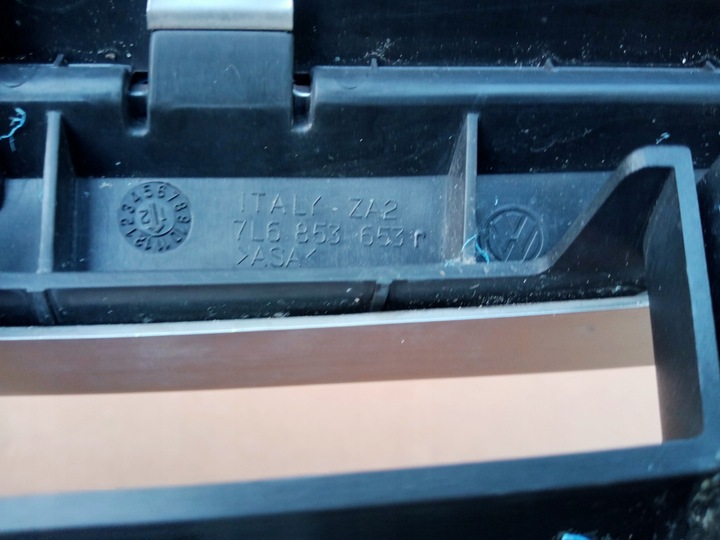 ITALY - ZA2
7L6 853 653
>ASA<